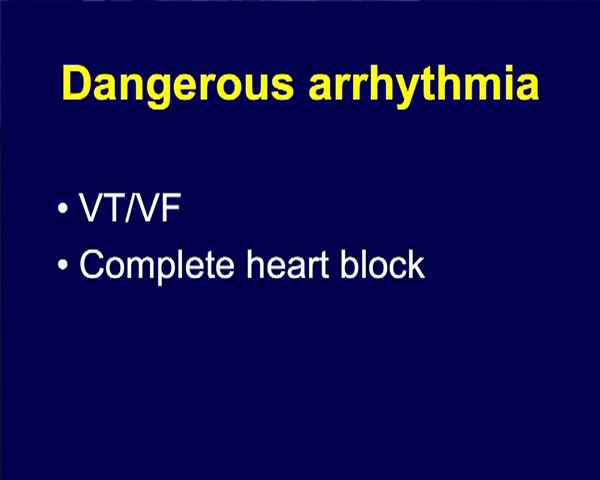 Dangerous arrhythmia
• VT/VF
• Complete heart block